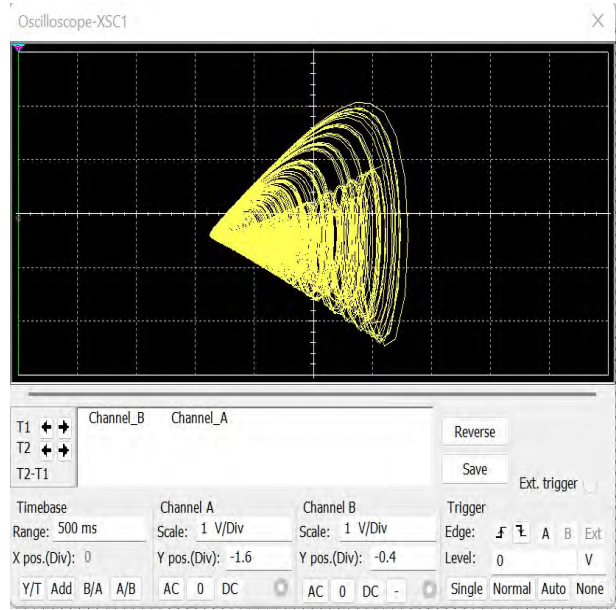 Oscilloscope-XSC1 X
T1 Channel_B Channel_A Reverse
T2
T2-T1 Save Ext. trigger
Timebase Channel A Channel B Trigger
Range: 500 ms Scale: 1 V/Div Scale: 1 V/Div Edge: A B Ext
X pos.(Div): 0 Y pos.(Div): -1.6 Y pos.(Div): -0.4 Level: 0 V
Y/T Add B/A A/B AC 0 DC AC 0 DC - Single Normal Auto None